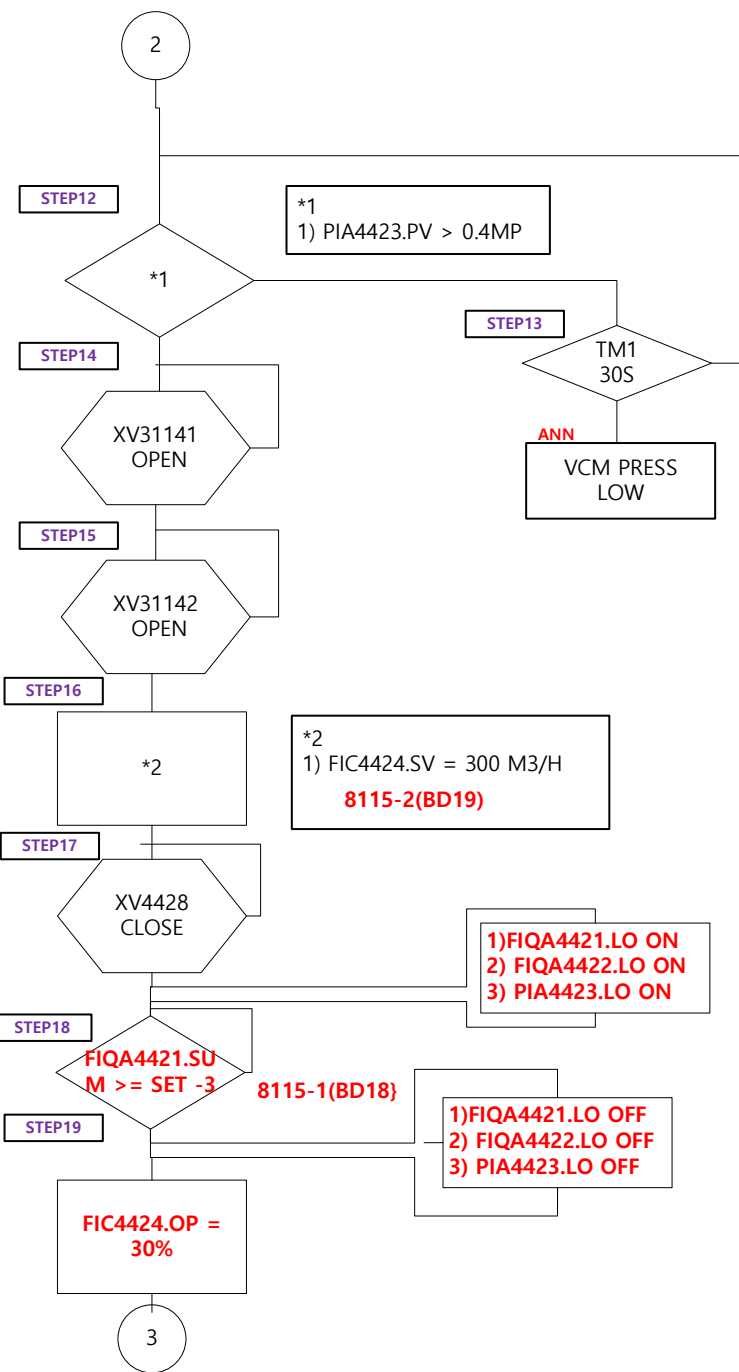 2
STEP12
*1
1) PIA4423.PV > 0.4MP
*1
STEP13
TM1
30S
STEP14
XV31141
OPEN
ANN
VCM PRESS
LOW
STEP15
XV31142
OPEN
STEP16
*2
*2
1) FIC4424.SV = 300 M3/H
8115-2(BD19)
STEP17
XV4428
CLOSE
1)FIQA4421.LO ON
2) FIQA4422.LO ON
3) PIA4423.LO ON
STEP18
FIQA4421.SU
M >= SET -3
8115-1(BD18}
STEP19
1)FIQA4421.LO OFF
2) FIQA4422.LO OFF
3) PIA4423.LO OFF
FIC4424.OP =
30%
3